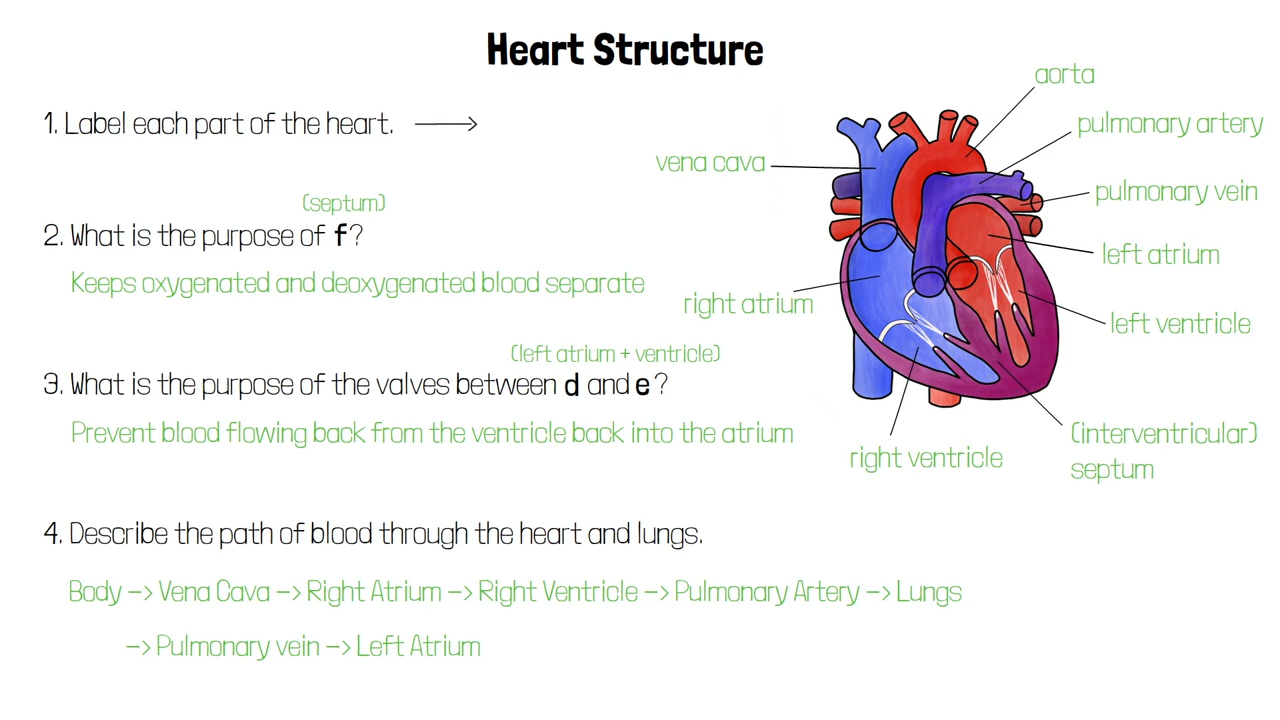 Heart Structure
aorta
1. Label each part of the heart. →
pulmonary artery
vena cava
pulmonary vein
(septum)
2. What is the purpose of f?
left atrium
Keeps oxygenated and deoxygenated blood separate
right atrium
left ventricle
(left atrium + ventricle)
3. What is the purpose of the valves between d and e?
Prevent blood flowing back from the ventricle back into the atrium
(interventricular)
septum
right ventricle
4. Describe the path of blood through the heart and lungs.
Body -> Vena Cava -> Right Atrium -> Right Ventricle -> Pulmonary Artery -> Lungs
-> Pulmonary vein -> Left Atrium